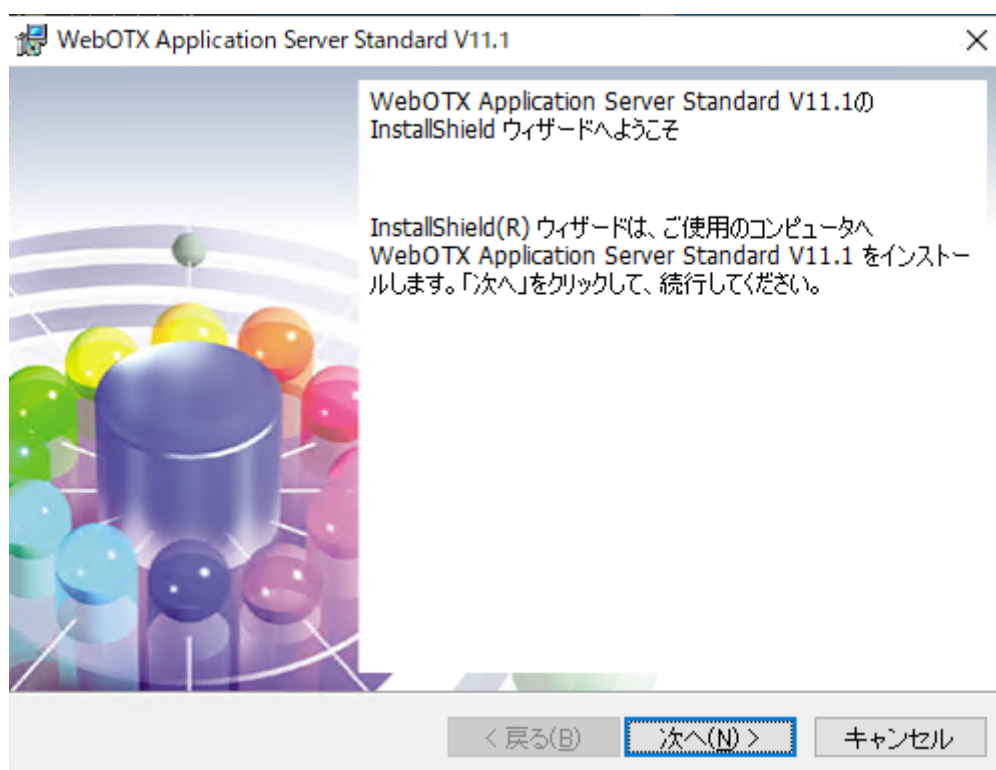 WebOTX Application Server Standard V11.1
WebOTX Application Server Standard V11.1の
InstallShield ウィザードへようこそ
InstallShield(R) ウィザードは、ご使用のコンピュータへ
WebOTX Application Server Standard V11.1 をインストー
ルします。「次へ」をクリックして、続行してください。
< 戻る(B)
次へ(N) >
キャンセル